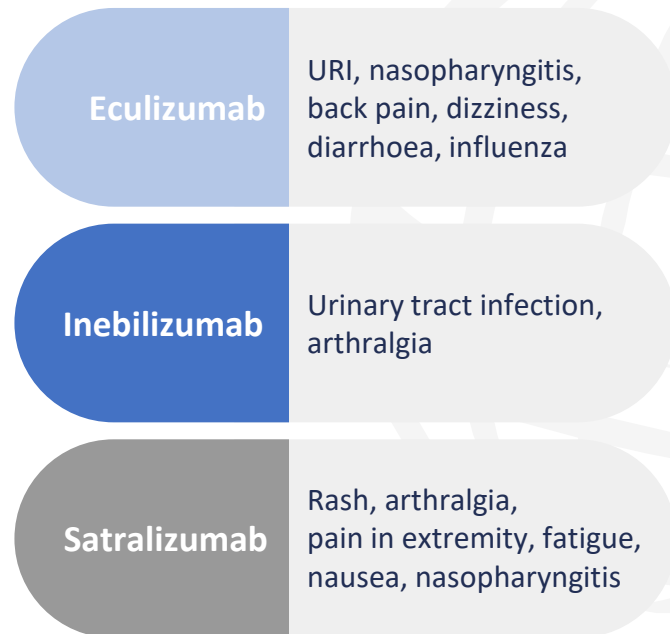 Eculizumab
URI, nasopharyngitis,
back pain, dizziness,
diarrhoea, influenza
Inebilizumab
Urinary tract infection,
arthralgia
Satralizumab
Rash, arthralgia,
pain in extremity, fatigue,
nausea, nasopharyngitis